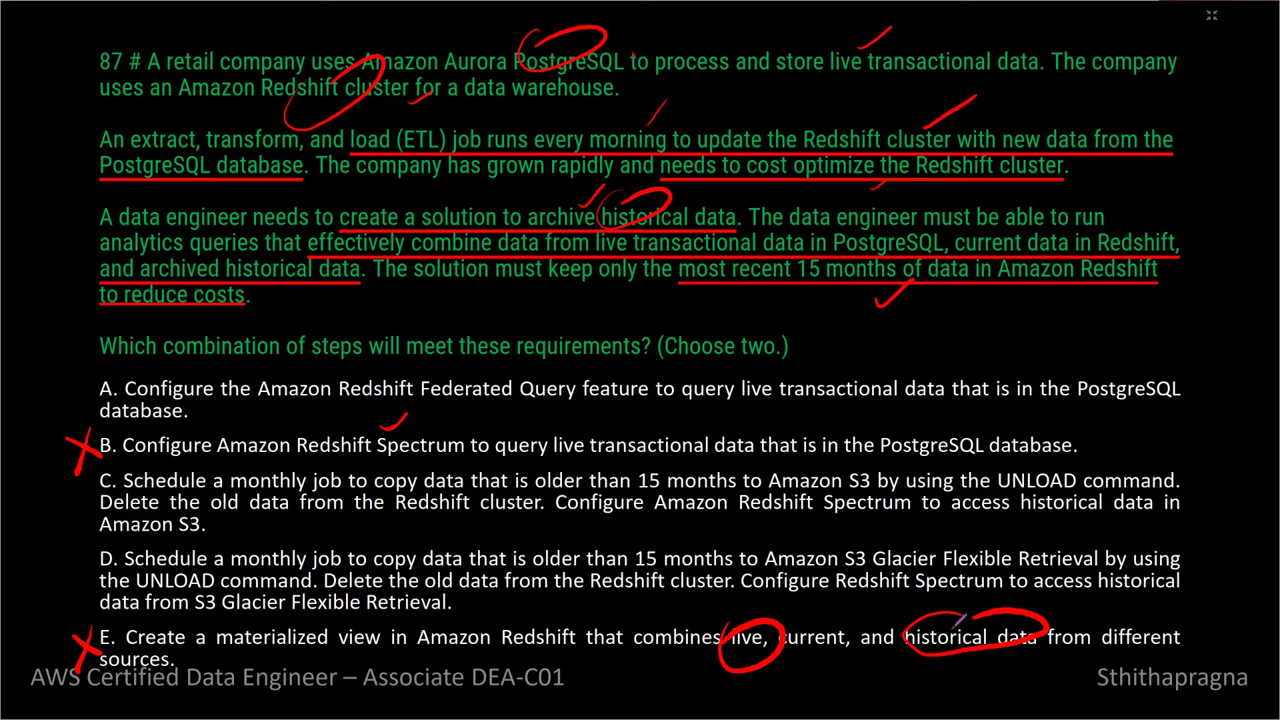 87 # A retail company uses Amazon Aurora PostgreSQL to process and store live transactional data. The company
uses an Amazon Redshift cluster for a data warehouse.
An extract, transform, and load (ETL) job runs every morning to update the Redshift cluster with new data from the
PostgreSQL database. The company has grown rapidly and needs to cost optimize the Redshift cluster.
A data engineer needs to create a solution to archive historical data. The data engineer must be able to run
analytics queries that effectively combine data from live transactional data in PostgreSQL, current data in Redshift,
and archived historical data. The solution must keep only the most recent 15 months of data in Amazon Redshift
to reduce costs.
Which combination of steps will meet these requirements? (Choose two.)
A. Configure the Amazon Redshift Federated Query feature to query live transactional data that is in the PostgreSQL
database.
B. Configure Amazon Redshift Spectrum to query live transactional data that is in the PostgreSQL database.
C. Schedule a monthly job to copy data that is older than 15 months to Amazon S3 by using the UNLOAD command.
Delete the old data from the Redshift cluster. Configure Amazon Redshift Spectrum to access historical data in
Amazon S3.
D. Schedule a monthly job to copy data that is older than 15 months to Amazon S3 Glacier Flexible Retrieval by using
the UNLOAD command. Delete the old data from the Redshift cluster. Configure Redshift Spectrum to access historical
data from S3 Glacier Flexible Retrieval.
E. Create a materialized view in Amazon Redshift that combines live, current, and historical data from different
sources.
AWS Certified Data Engineer – Associate DEA-C01
Sthithapragna